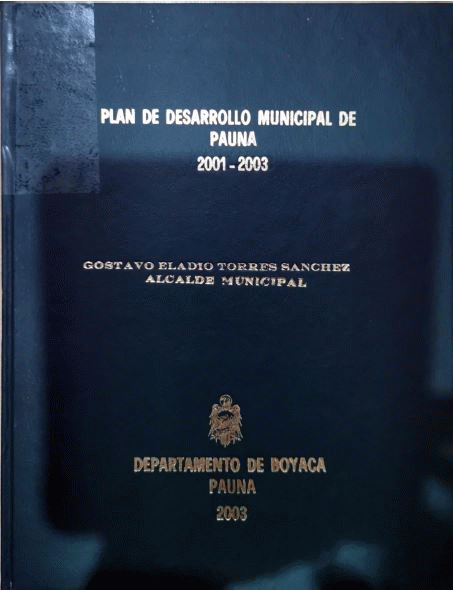 PLAN DE DESARROLLO MUNICIPAL DE
PAUNA
2001 - 2003
GOSTAVO ELADIO TORRES SANCHEZ
ALCALDE MUNICIPAL
DEPARTAMENTO DE BOYACA
PAUNA
2003